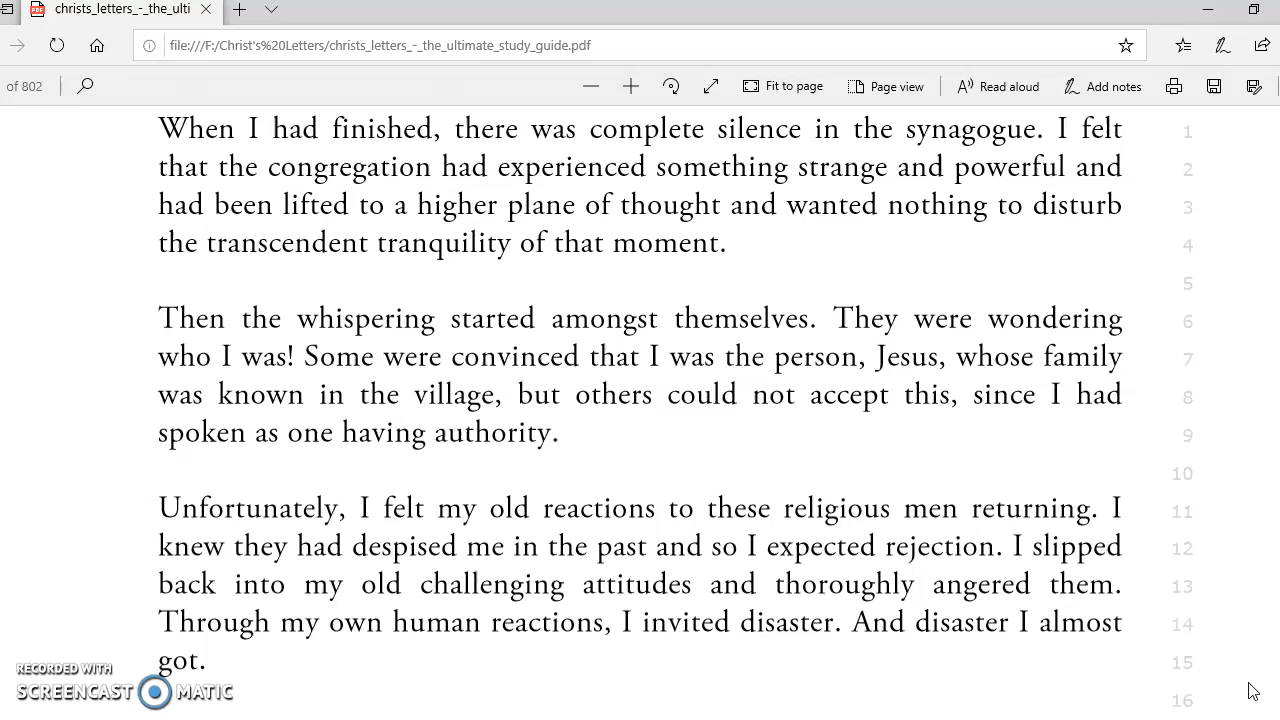 christs_letters_-_the_ulti
file:///F:/Christ's%20Letters/christs_letters_-_the_ultimate_study_guide.pdf
of 802
Fit to page
Page view
Read aloud
Add notes
When I had finished, there was complete silence in the synagogue. I felt 1
that the congregation had experienced something strange and powerful and 2
had been lifted to a higher plane of thought and wanted nothing to disturb 3
the transcendent tranquility of that moment. 4
5
Then the whispering started amongst themselves. They were wondering 6
who I was! Some were convinced that I was the person, Jesus, whose family 7
was known in the village, but others could not accept this, since I had 8
spoken as one having authority. 9
10
Unfortunately, I felt my old reactions to these religious men returning. I 11
knew they had despised me in the past and so I expected rejection. I slipped 12
back into my old challenging attitudes and thoroughly angered them. 13
Through my own human reactions, I invited disaster. And disaster I almost 14
got. 15
16
RECORDED WITH
SCREENCAST MATIC